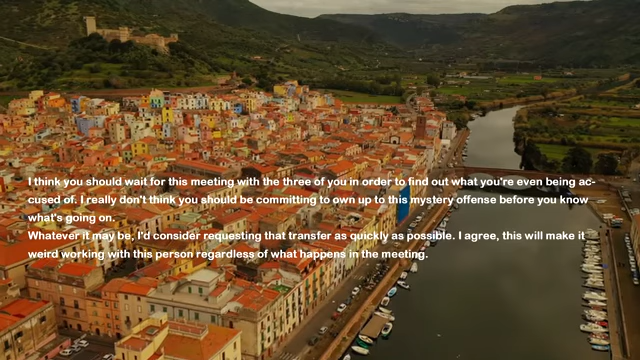 I think you should wait for this meeting with the three of you in order to find out what you're even being ac-
cused of. I really don't think you should be committing to own up to this mystery offense before you know
what's going on.
Whatever it may be, I'd consider requesting that transfer as quickly as possible. I agree, this will make it
weird working with this person regardless of what happens in the meeting.